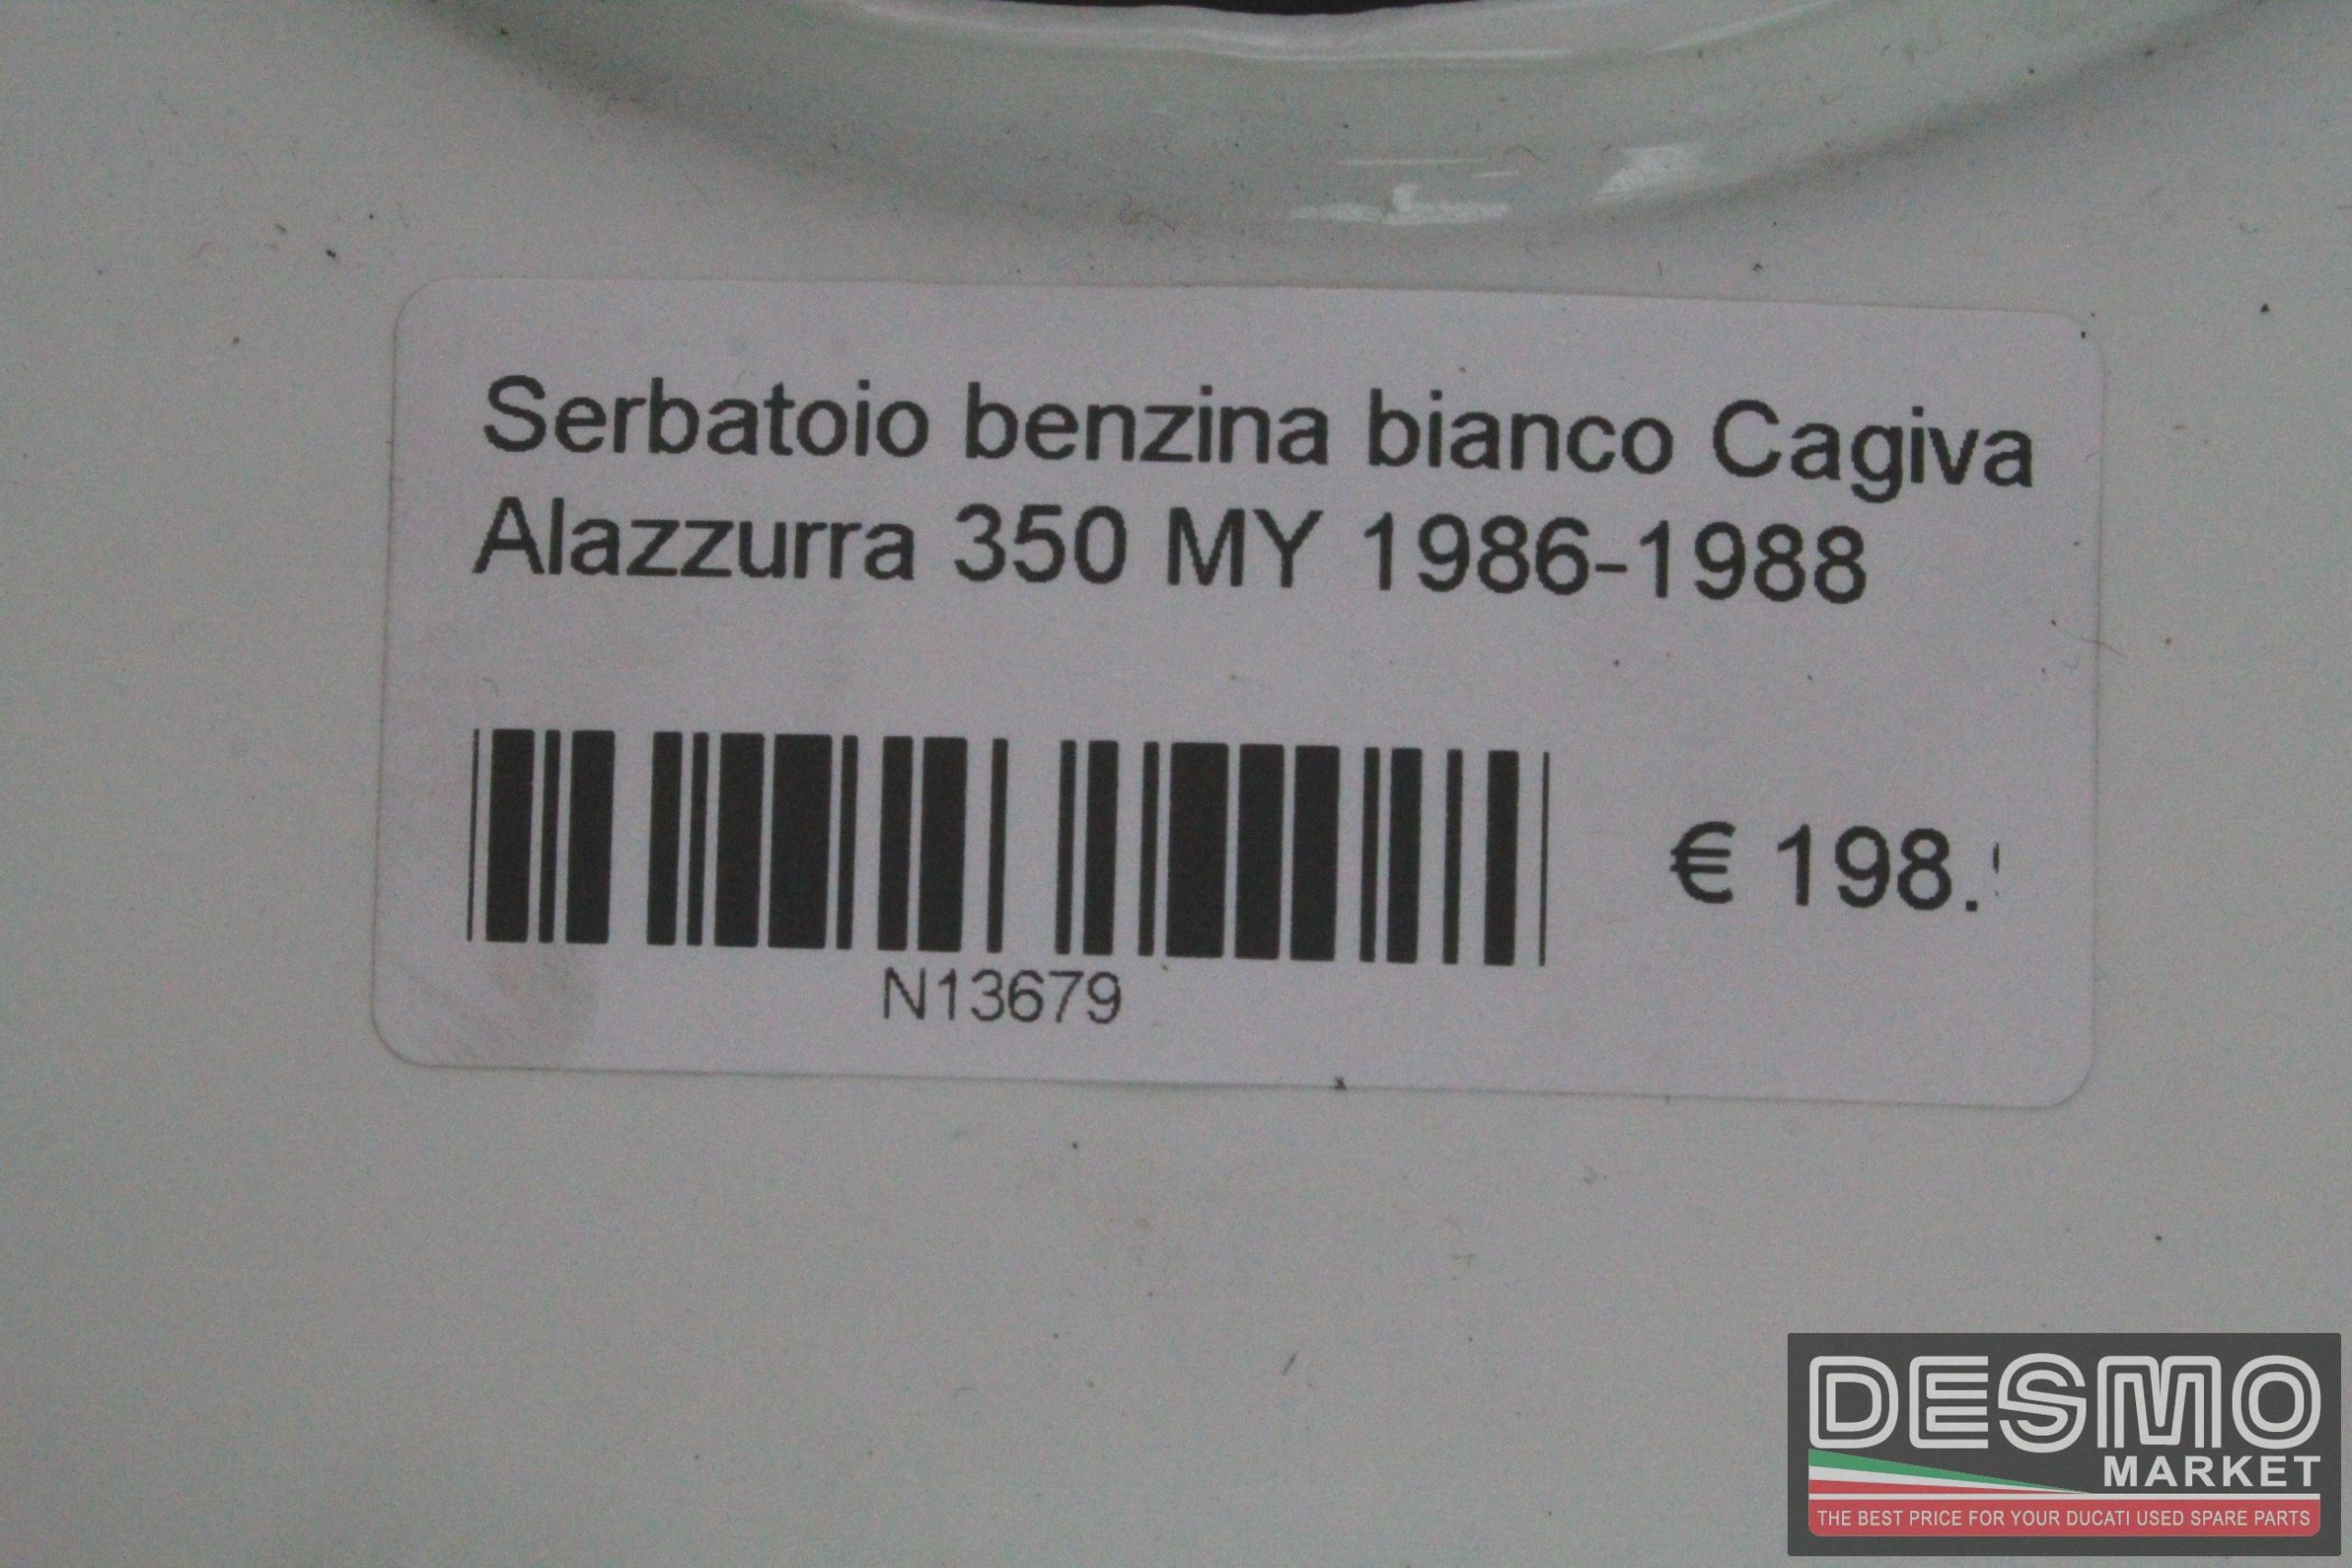 Serbatoio benzina bianco Cagiva
Alazzurra 350 MY 1986-1988
€ 198.
N13679
DESMO
MARKET
THE BEST PRICE FOR YOUR DUCATI USED SPARE PARTS